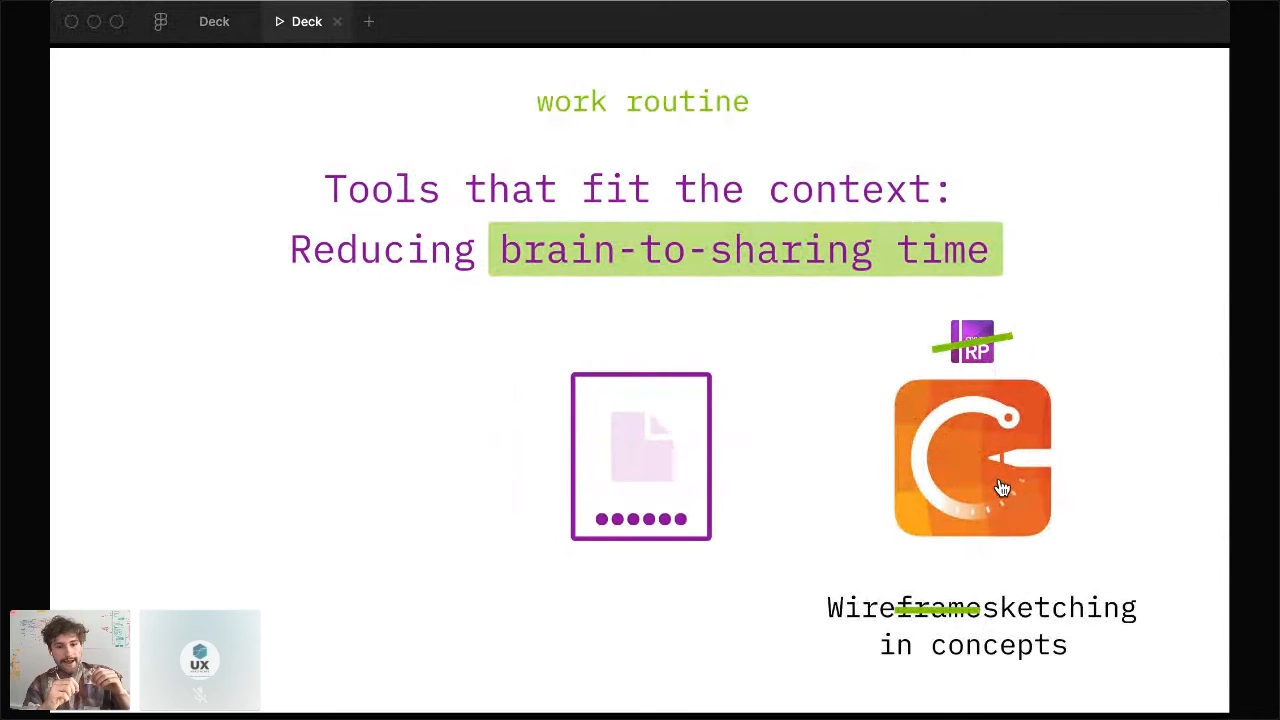 Deck
Deck
work routine
Tools that fit the context:
Reducing brain-to-sharing time
RP
Wireframesketching
in concepts
UX